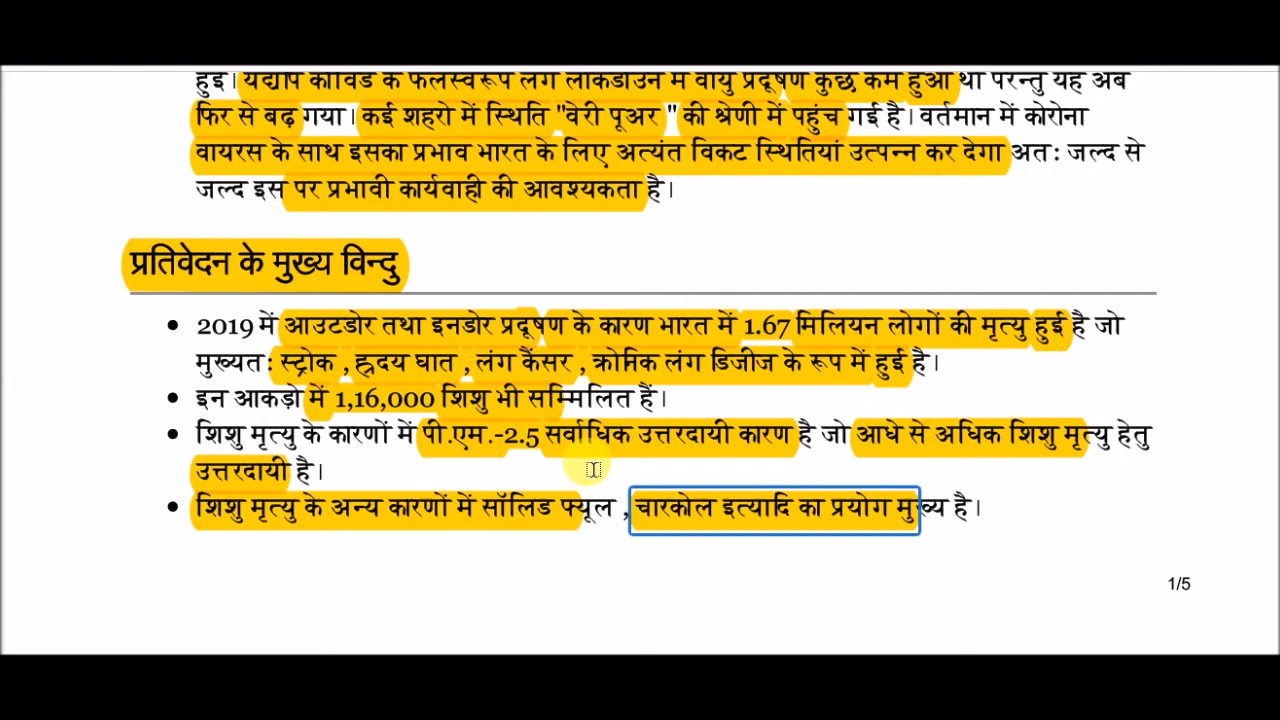 हुई। यद्यपि कोविड के फलस्वरूप लगे लॉकडाउन में वायु प्रदूषण कुछ कम हुआ था परन्तु यह अब
फिर से बढ़ गया। कई शहरो में स्थिति "वेरी पूअर " की श्रेणी में पहुंच गई है। वर्तमान में कोरोना
वायरस के साथ इसका प्रभाव भारत के लिए अत्यंत विकट स्थितियां उत्पन्न कर देगा अत: जल्द से
जल्द इस पर प्रभावी कार्यवाही की आवश्यकता है।
प्रतिवेदन के मुख्य विन्दु
• 2019 में आउटडोर तथा इनडोर प्रदूषण के कारण भारत में 1.67 मिलियन लोगों की मृत्यु हुई है जो
मुख्यत: स्ट्रोक , हृदय घात , लंग कैंसर , क्रोनिक लंग डिजीज के रूप में हुई है।
• इन आकड़ो में 1,16,000 शिशु भी सम्मिलित हैं।
• शिशु मृत्यु के कारणों में पी.एम.-2.5 सर्वाधिक उत्तरदायी कारण है जो आधे से अधिक शिशु मृत्यु हेतु
उत्तरदायी है।
• शिशु मृत्यु के अन्य कारणों में सॉलिड फ्यूल , चारकोल इत्यादि का प्रयोग मुख्य है।
1/5